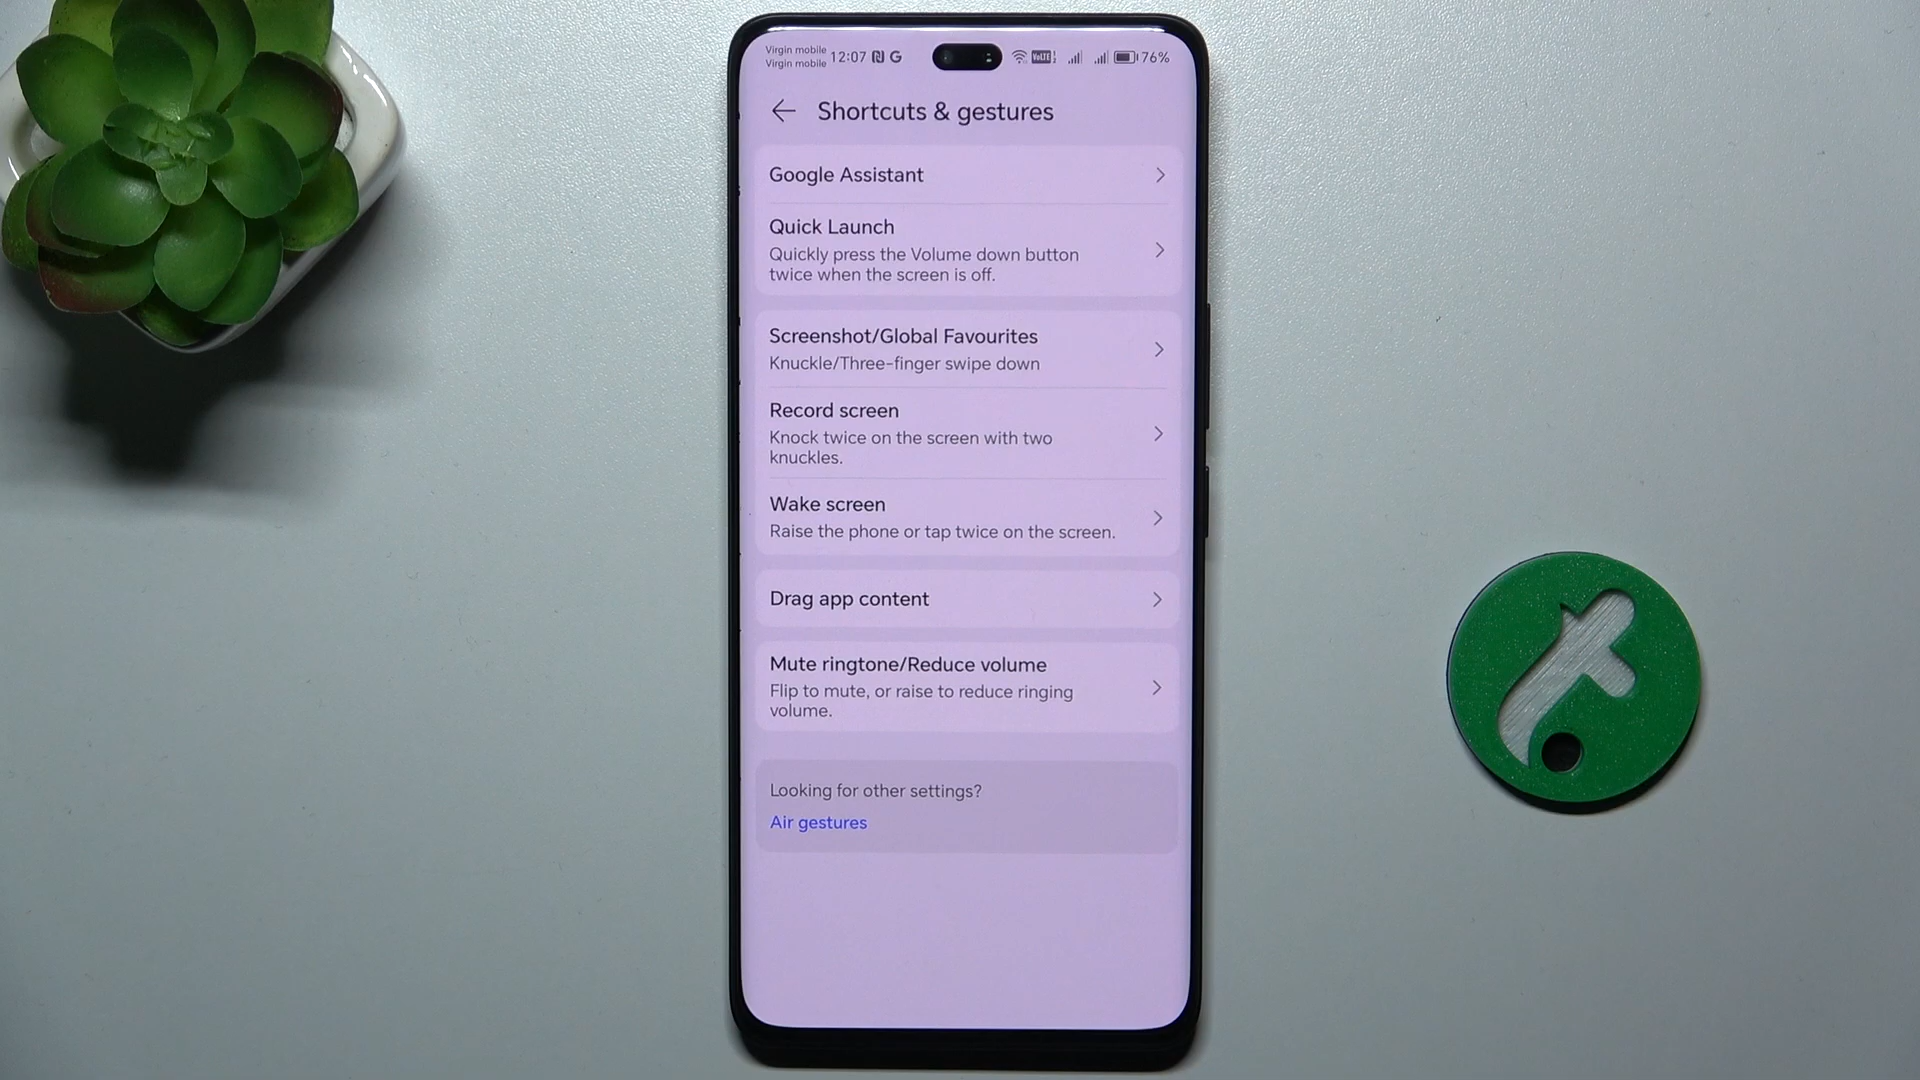 Virgin mobile
Virgin mobile
12:07
VoLTE
76%
Shortcuts & gestures
Google Assistant
Quick Launch
Quickly press the Volume down button
twice when the screen is off.
Screenshot/Global Favourites
Knuckle/Three-finger swipe down
Record screen
Knock twice on the screen with two
knuckles.
Wake screen
Raise the phone or tap twice on the screen.
Drag app content
Mute ringtone/Reduce volume
Flip to mute, or raise to reduce ringing
volume.
Looking for other settings?
Air gestures